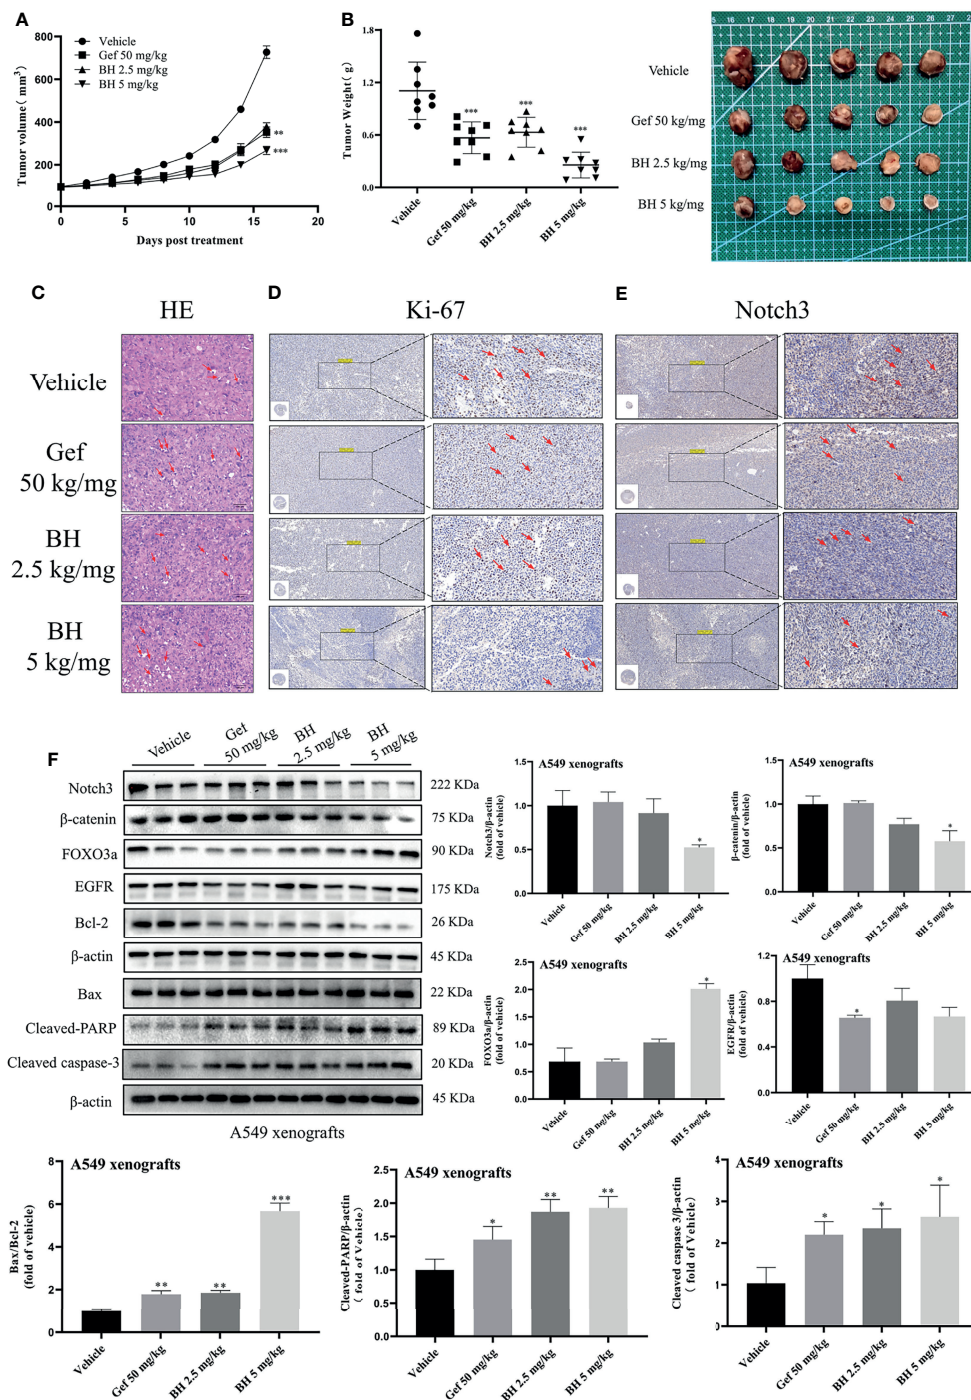 A
Tumor volume( mm³)
800
600
400
200
0
0 5 10 15 20
Days post treatment
Vehicle
Gef 50 mg/kg
BH 2.5 mg/kg
BH 5 mg/kg
**
***
B
Tumor Weight( g)
1.8
1.2
0.6
0.0
***
***
***
Vehicle
Gef 50 mg/kg
BH 2.5 mg/kg
BH 5 mg/kg
Vehicle
Gef 50 kg/mg
BH 2.5 kg/mg
BH 5 kg/mg
15 16 17 18 19 20 21 22 23 24 25 26 27
C
HE
D
Ki-67
E
Notch3
Vehicle
Gef
50 kg/mg
BH
2.5 kg/mg
BH
5 kg/mg
F
Vehicle
Gef
50 mg/kg
BH
2.5 mg/kg
BH
5 mg/kg
Notch3 222 KDa
β-catenin 75 KDa
FOXO3a 90 KDa
EGFR 175 KDa
Bcl-2 26 KDa
β-actin 45 KDa
Bax 22 KDa
Cleaved-PARP 89 KDa
Cleaved caspase-3 20 KDa
β-actin 45 KDa
A549 xenografts
A549 xenografts
Notch3/β-actin
(fold of vehicle)
1.5
1.0
0.5
0.0
*
Vehicle
Gef 50 mg/kg
BH 2.5 mg/kg
BH 5 mg/kg
A549 xenografts
β-catenin/β-actin
(fold of vehicle)
1.5
1.0
0.5
0.0
*
Vehicle
Gef 50 mg/kg
BH 2.5 mg/kg
BH 5 mg/kg
A549 xenografts
FOXO3a/β-actin
(fold of vehicle)
2.5
2.0
1.5
1.0
0.5
0.0
*
Vehicle
Gef 50 mg/kg
BH 2.5 mg/kg
BH 5 mg/kg
A549 xenografts
EGFR/β-actin
(fold of vehicle)
1.2
0.8
0.4
0.0
*
Vehicle
Gef 50 mg/kg
BH 2.5 mg/kg
BH 5 mg/kg
A549 xenografts
Bax/Bcl-2
(fold of vehicle)
8
6
4
2
0
**
**
***
Vehicle
Gef 50 mg/kg
BH 2.5 mg/kg
BH 5 mg/kg
A549 xenografts
Cleaved-PARP/β-actin
( fold of Vehicle)
2.5
2.0
1.5
1.0
0.5
0.0
*
**
**
Vehicle
Gef 50 mg/kg
BH 2.5 mg/kg
BH 5 mg/kg
A549 xenografts
Cleaved caspase 3/β-actin
( fold of vehicle)
4
3
2
1
0
*
*
*
Vehicle
Gef 50 mg/kg
BH 2.5 mg/kg
BH 5 mg/kg